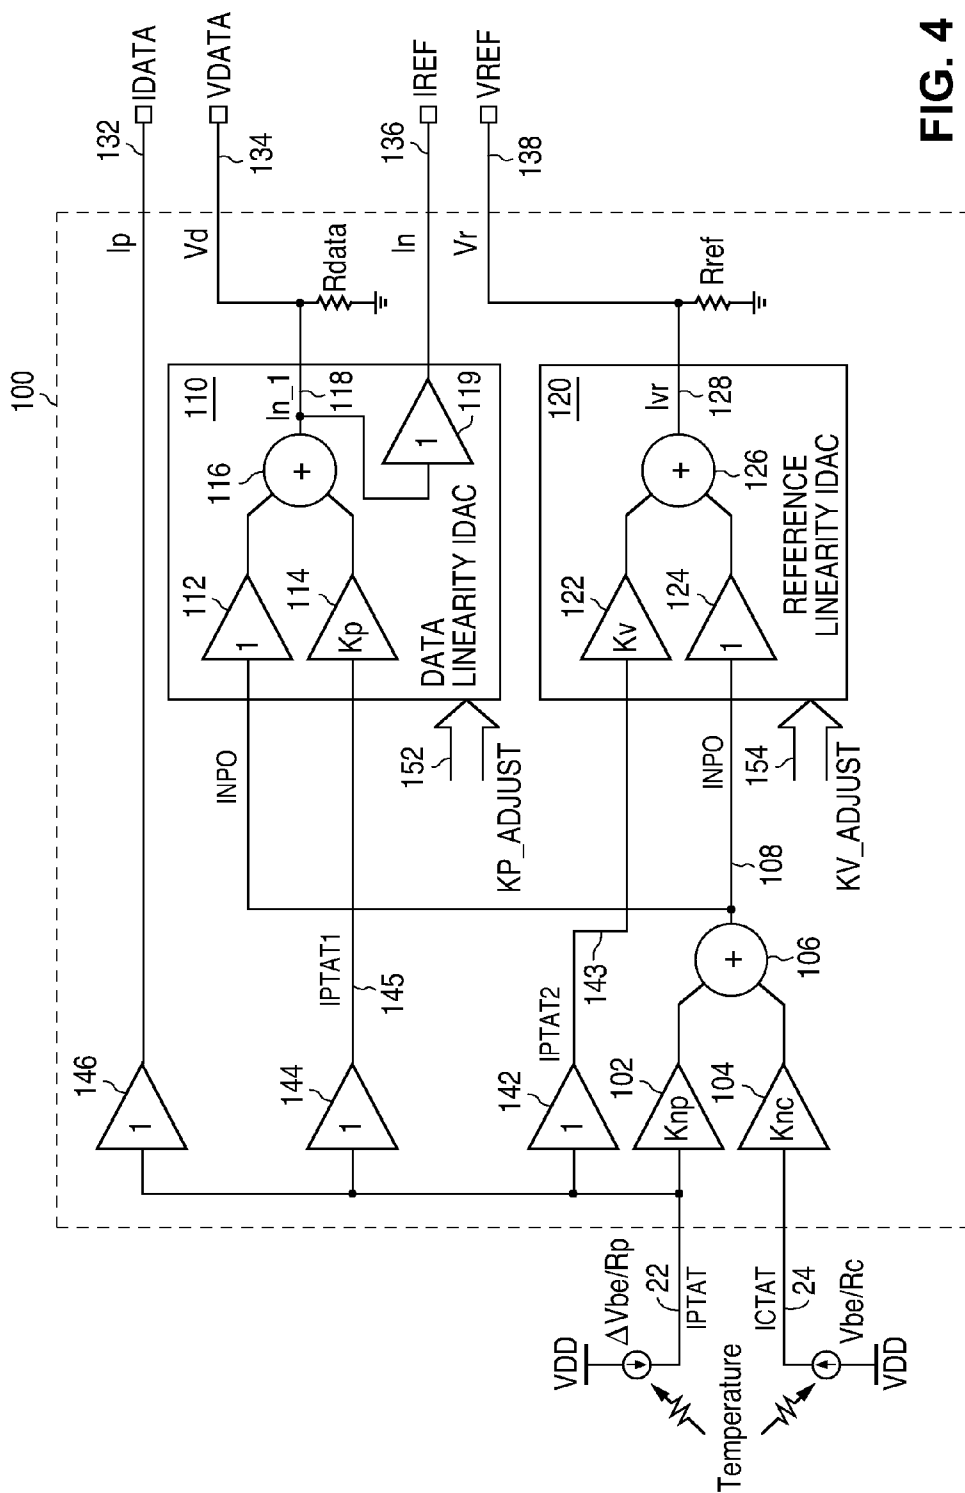 100
146
1
Ip
132
IDATA
144
1
IPTAT1
145
142
1
IPTAT2
143
INPO
112
1
114
Kp
116
+
110
In_1
118
119
1
DATA
LINEARITY IDAC
152
KP_ADJUST
Vd
134
VDATA
Rdata
In
136
IREF
Vr
138
VREF
122
Kv
124
1
126
+
120
Ivr
128
REFERENCE
LINEARITY IDAC
154
KV_ADJUST
Rref
INPO
108
106
+
102
Knp
104
Knc
VDD
ΔVbe/Rp
22
IPTAT
ICTAT
24
Vbe/Rc
VDD
Temperature
FIG. 4